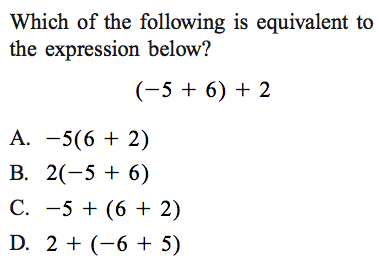 Which of the following is equivalent to
the expression below?
(−5 + 6) + 2
A. −5(6 + 2)
B. 2(−5 + 6)
C. −5 + (6 + 2)
D. 2 + (−6 + 5)